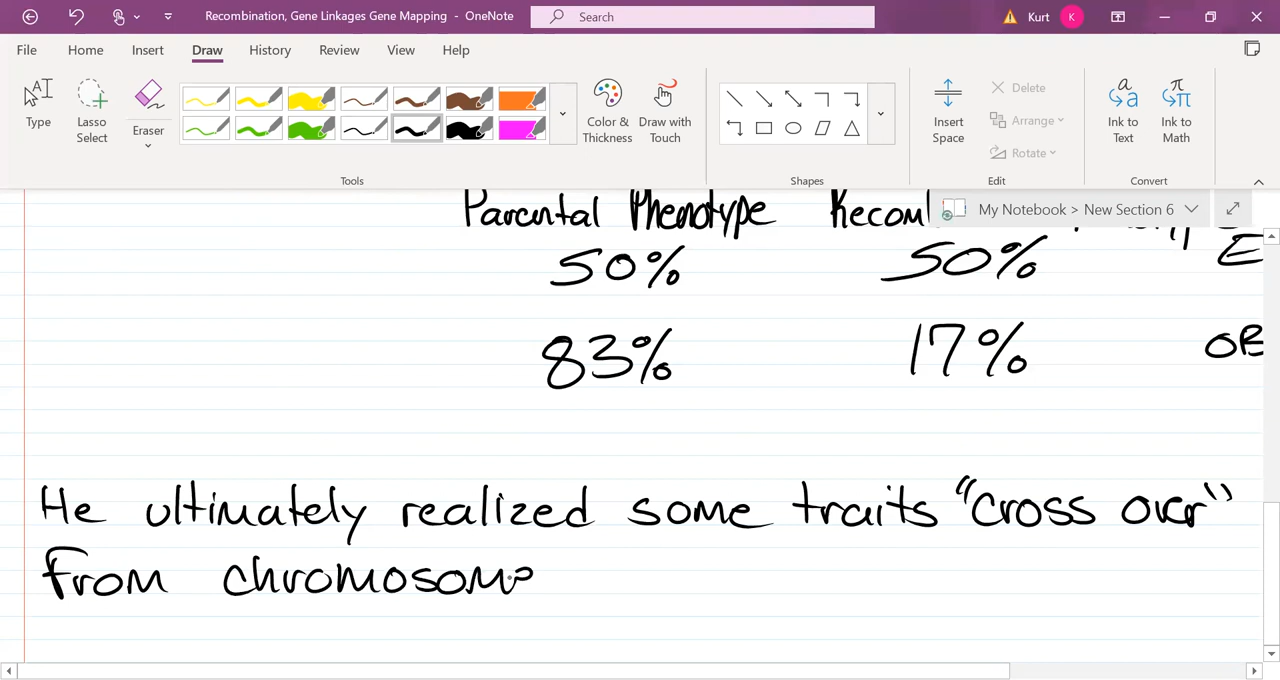 Recombination, Gene Linkages Gene Mapping - OneNote
Search
Kurt
K
File Home Insert Draw History Review View Help
Type
Lasso Select
Eraser
Color & Thickness
Draw with Touch
Insert Space
Delete
Arrange
Rotate
Ink to Text
Ink to Math
Tools
Shapes
Edit
Convert
My Notebook > New Section 6
Parental Phenotype Recom
50% 50% E
83% 17% OB
He ultimately realized some traits "cross over"
from chromosome